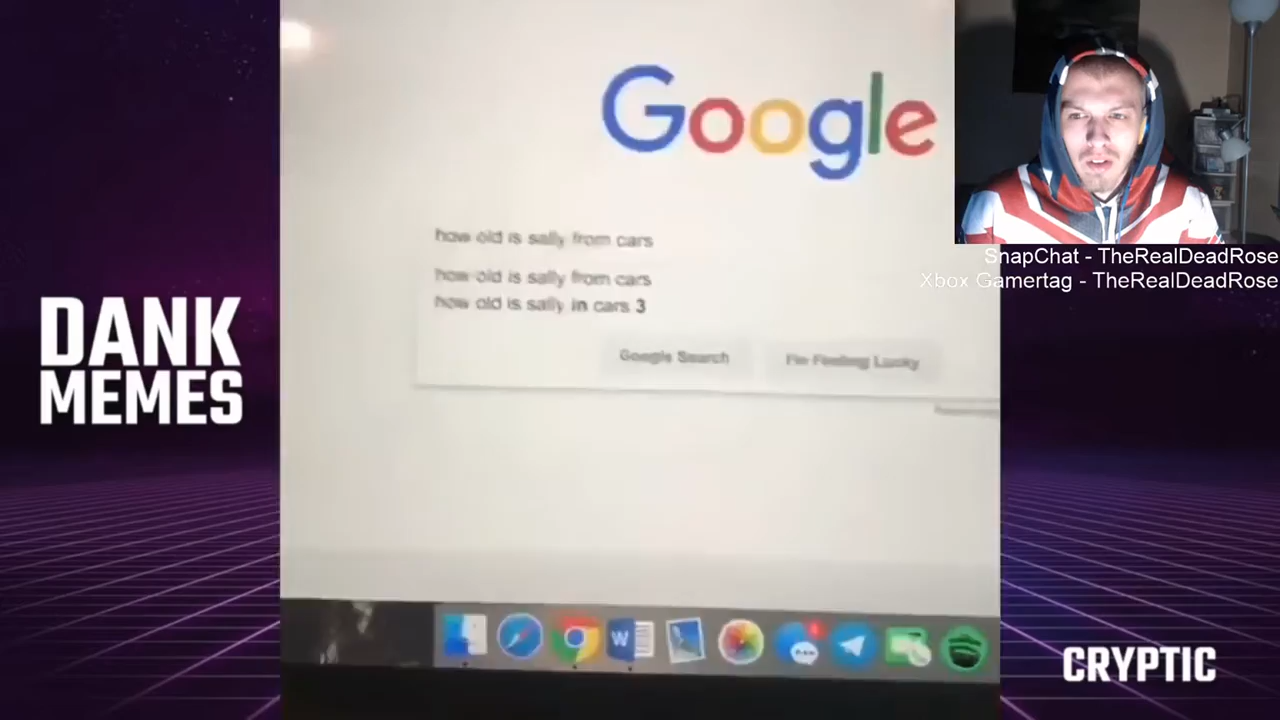 Google
how old is sally from cars
how old is sally from cars
how old is sally in cars 3
Google Search
I'm Feeling Lucky
SnapChat - TheRealDeadRose
Xbox Gamertag - TheRealDeadRose
DANK
MEMES
CRYPTIC